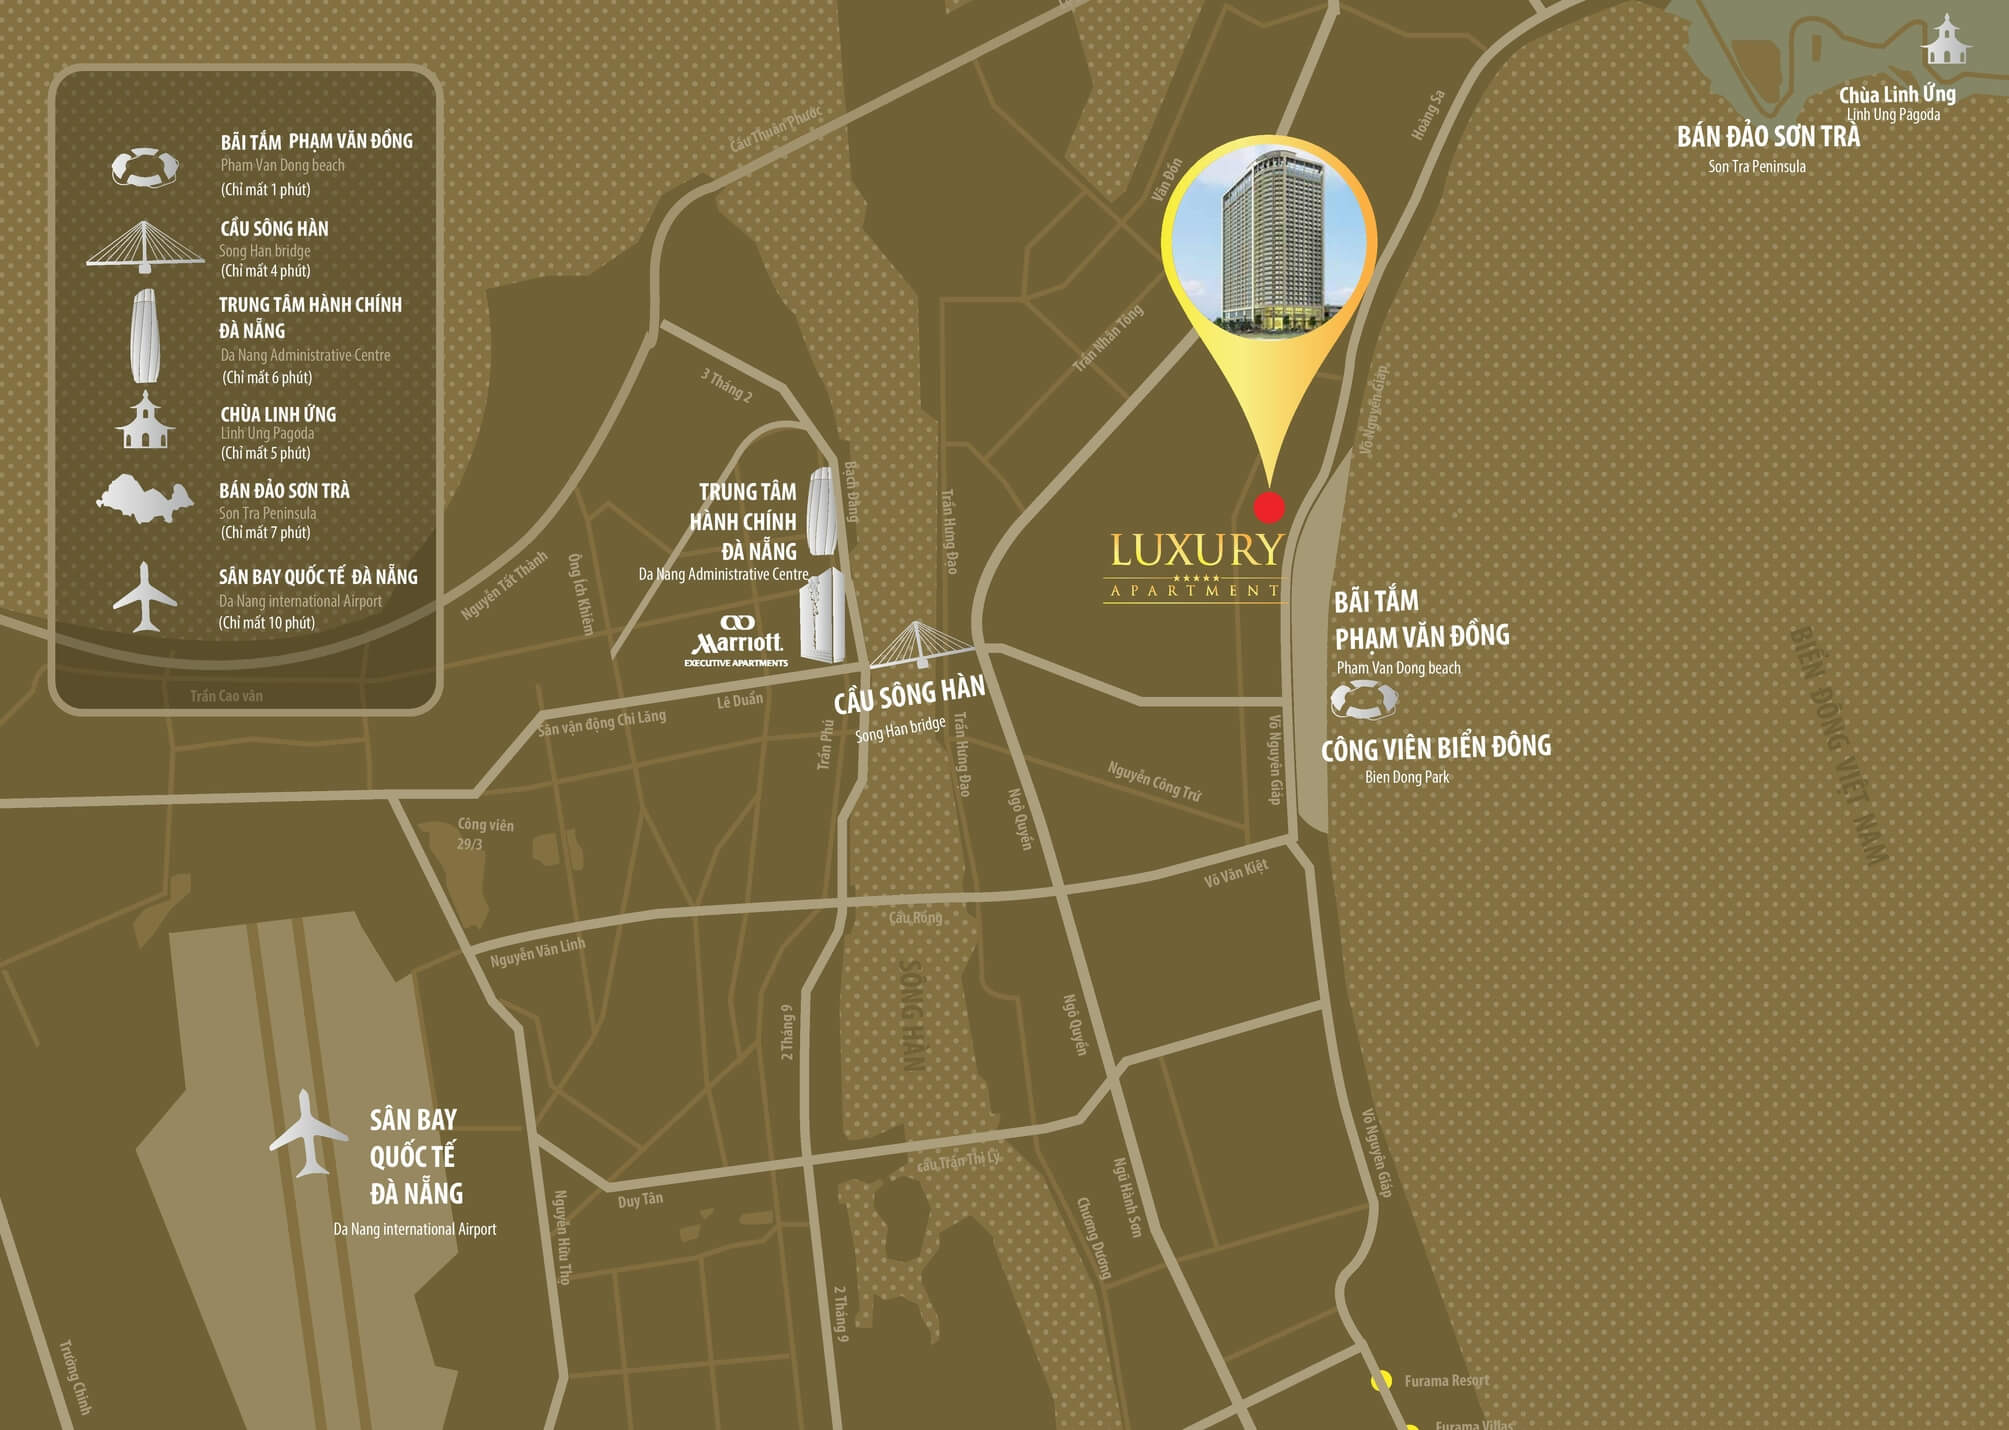 BÃI TẮM PHẠM VĂN ĐỒNG
Pham Van Dong beach
(Chỉ mất 1 phút)
CẦU SÔNG HÀN
Song Han bridge
(Chỉ mất 4 phút)
TRUNG TÂM HÀNH CHÍNH
ĐÀ NẴNG
Da Nang Administrative Centre
(Chỉ mất 6 phút)
CHÙA LINH ỨNG
Linh Ung Pagoda
(Chỉ mất 5 phút)
BÁN ĐẢO SƠN TRÀ
Son Tra Peninsula
(Chỉ mất 7 phút)
SÂN BAY QUỐC TẾ ĐÀ NẴNG
Da Nang international Airport
(Chỉ mất 10 phút)
Trần Cao vân
Cầu Thuận Phước
Vân Đồn
Hoàng Sa
Chùa Linh Ứng
Linh Ung Pagoda
BÁN ĐẢO SƠN TRÀ
Son Tra Peninsula
3 Tháng 2
Trần Nhân Tông
Võ Nguyên Giáp
Nguyễn Tất Thành
Ông Ích Khiêm
TRUNG TÂM
HÀNH CHÍNH
ĐÀ NẴNG
Da Nang Administrative Centre
Bạch Đằng
Trần Hưng Đạo
LUXURY
APARTMENT
Marriott.
EXECUTIVE APARTMENTS
BÃI TẮM
PHẠM VĂN ĐỒNG
Pham Van Dong beach
CÔNG VIÊN BIỂN ĐÔNG
Bien Dong Park
BIỂN ĐÔNG VIỆT NAM
CẦU SÔNG HÀN
Song Han bridge
Lê Duẩn
Sân vận động Chi Lăng
Trần Phú
Trần Hưng Đạo
Ngô Quyền
Nguyễn Công Trứ
Võ Nguyên Giáp
Công viên
29/3
Võ Văn Kiệt
Cầu Rồng
Nguyễn Văn Linh
SÔNG HÀN
2 Tháng 9
Ngô Quyền
SÂN BAY
QUỐC TẾ
ĐÀ NẴNG
Da Nang international Airport
cầu Trần Thị Lý
Duy Tân
Nguyễn Hữu Thọ
Chương Dương
Ngũ Hành Sơn
Võ Nguyên Giáp
2 Tháng 9
Trường Chinh
Furama Resort
Furama Villas